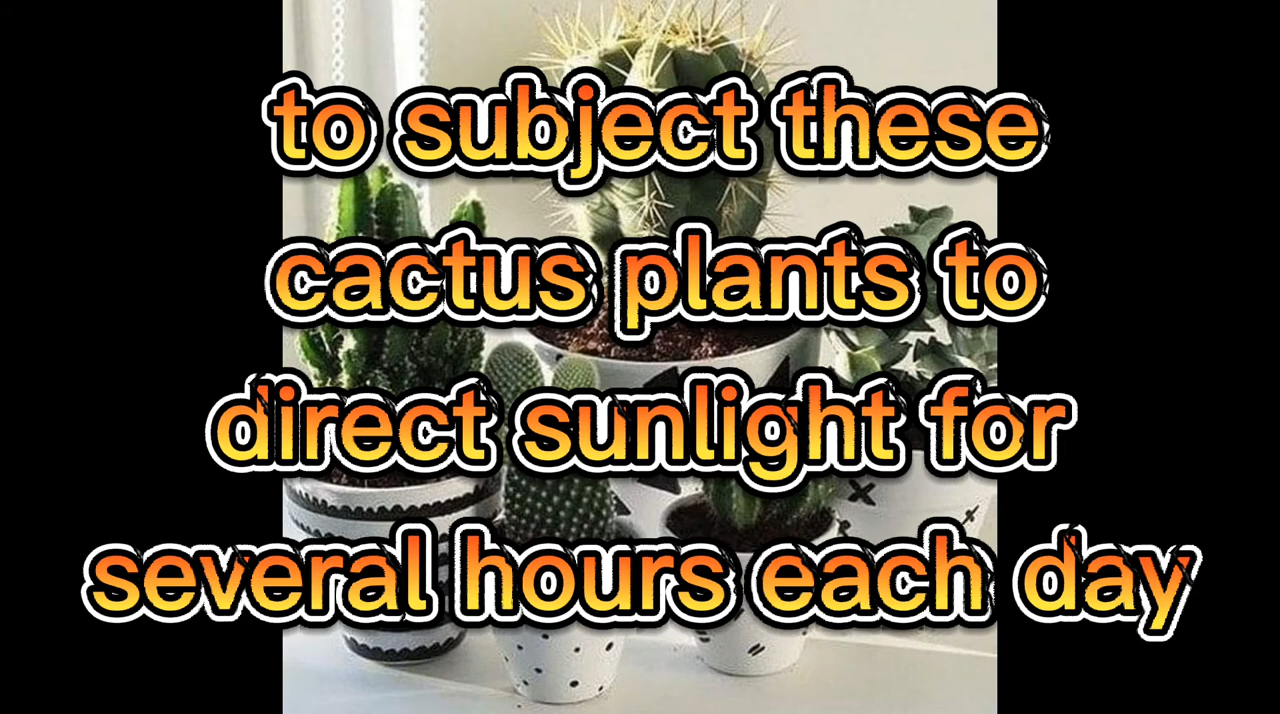 to subject these
cactus plants to
direct sunlight for
several hours each day